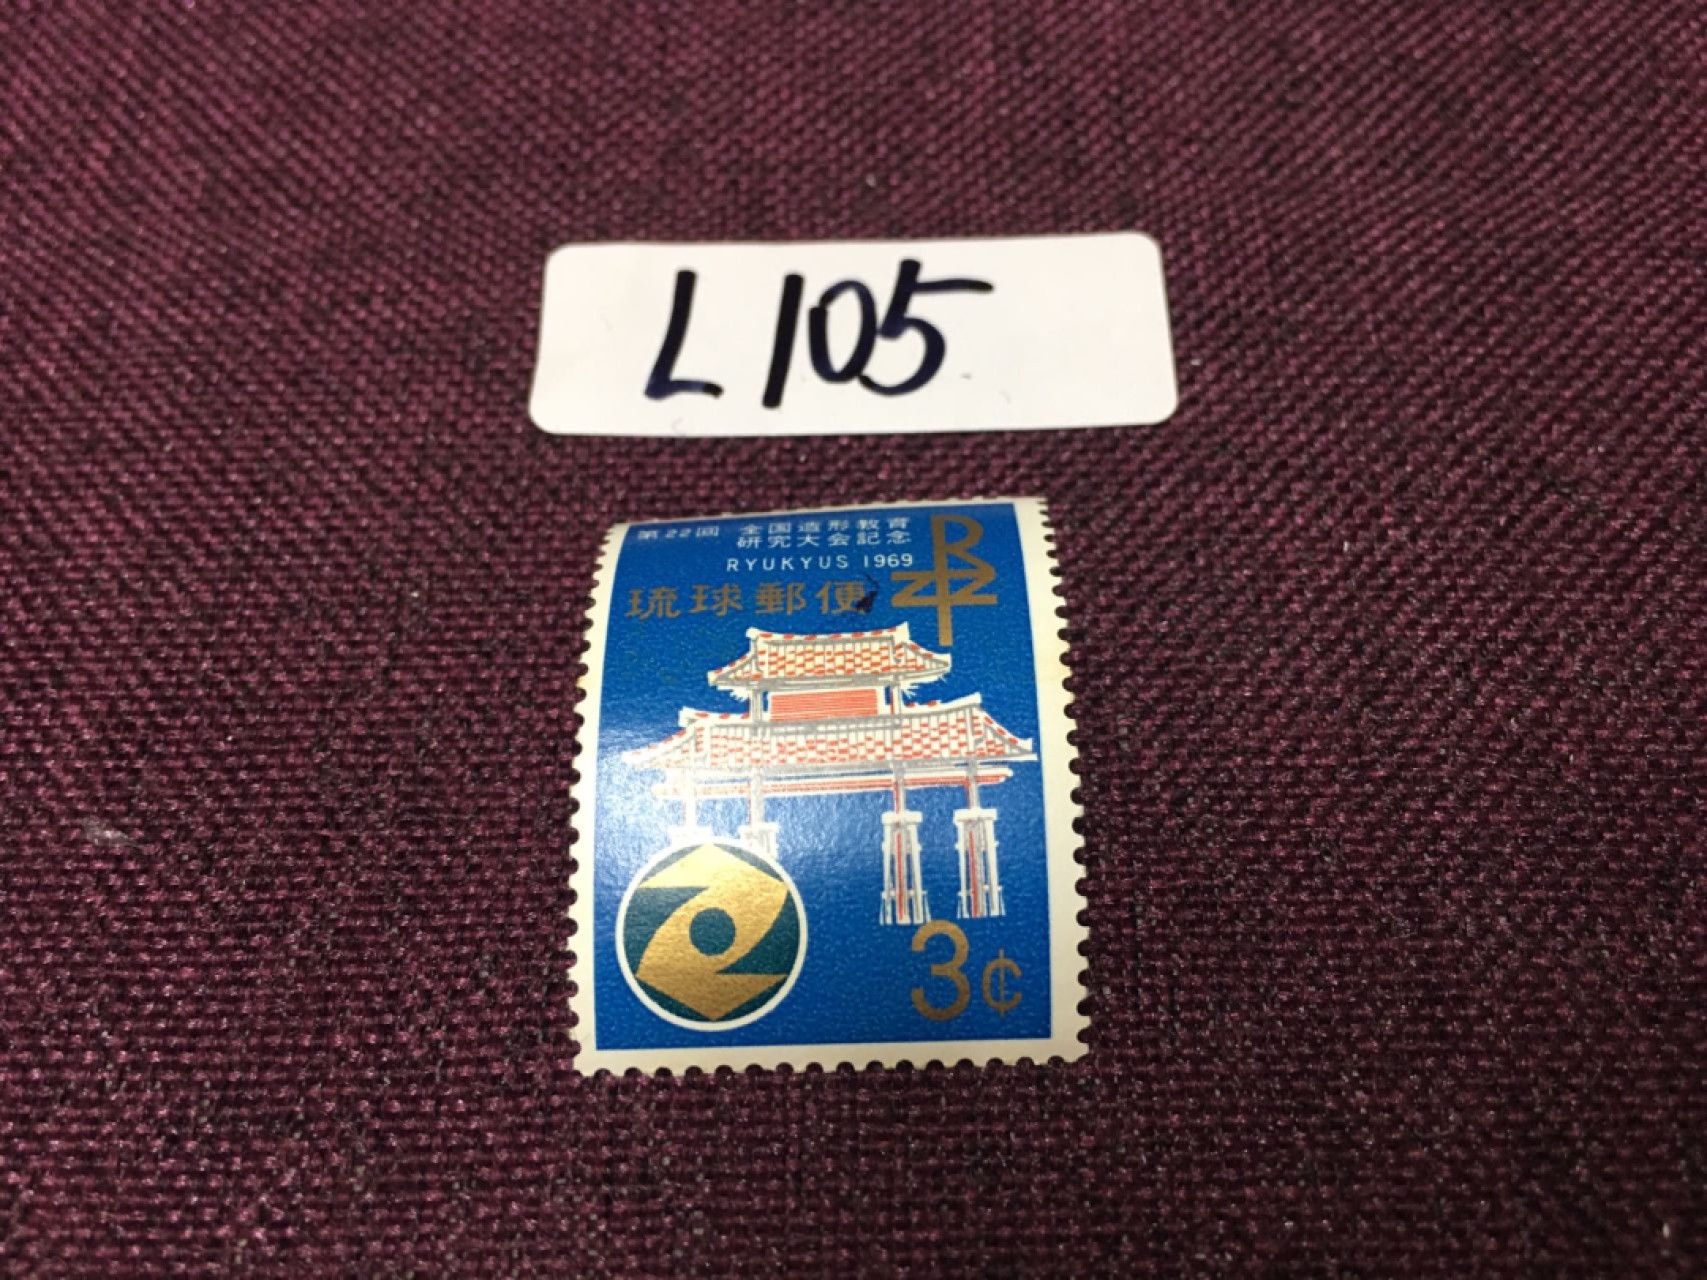 L105
第22回 全国造形教育
研究大会記念
RYUKYUS 1969
琉球郵便
3¢